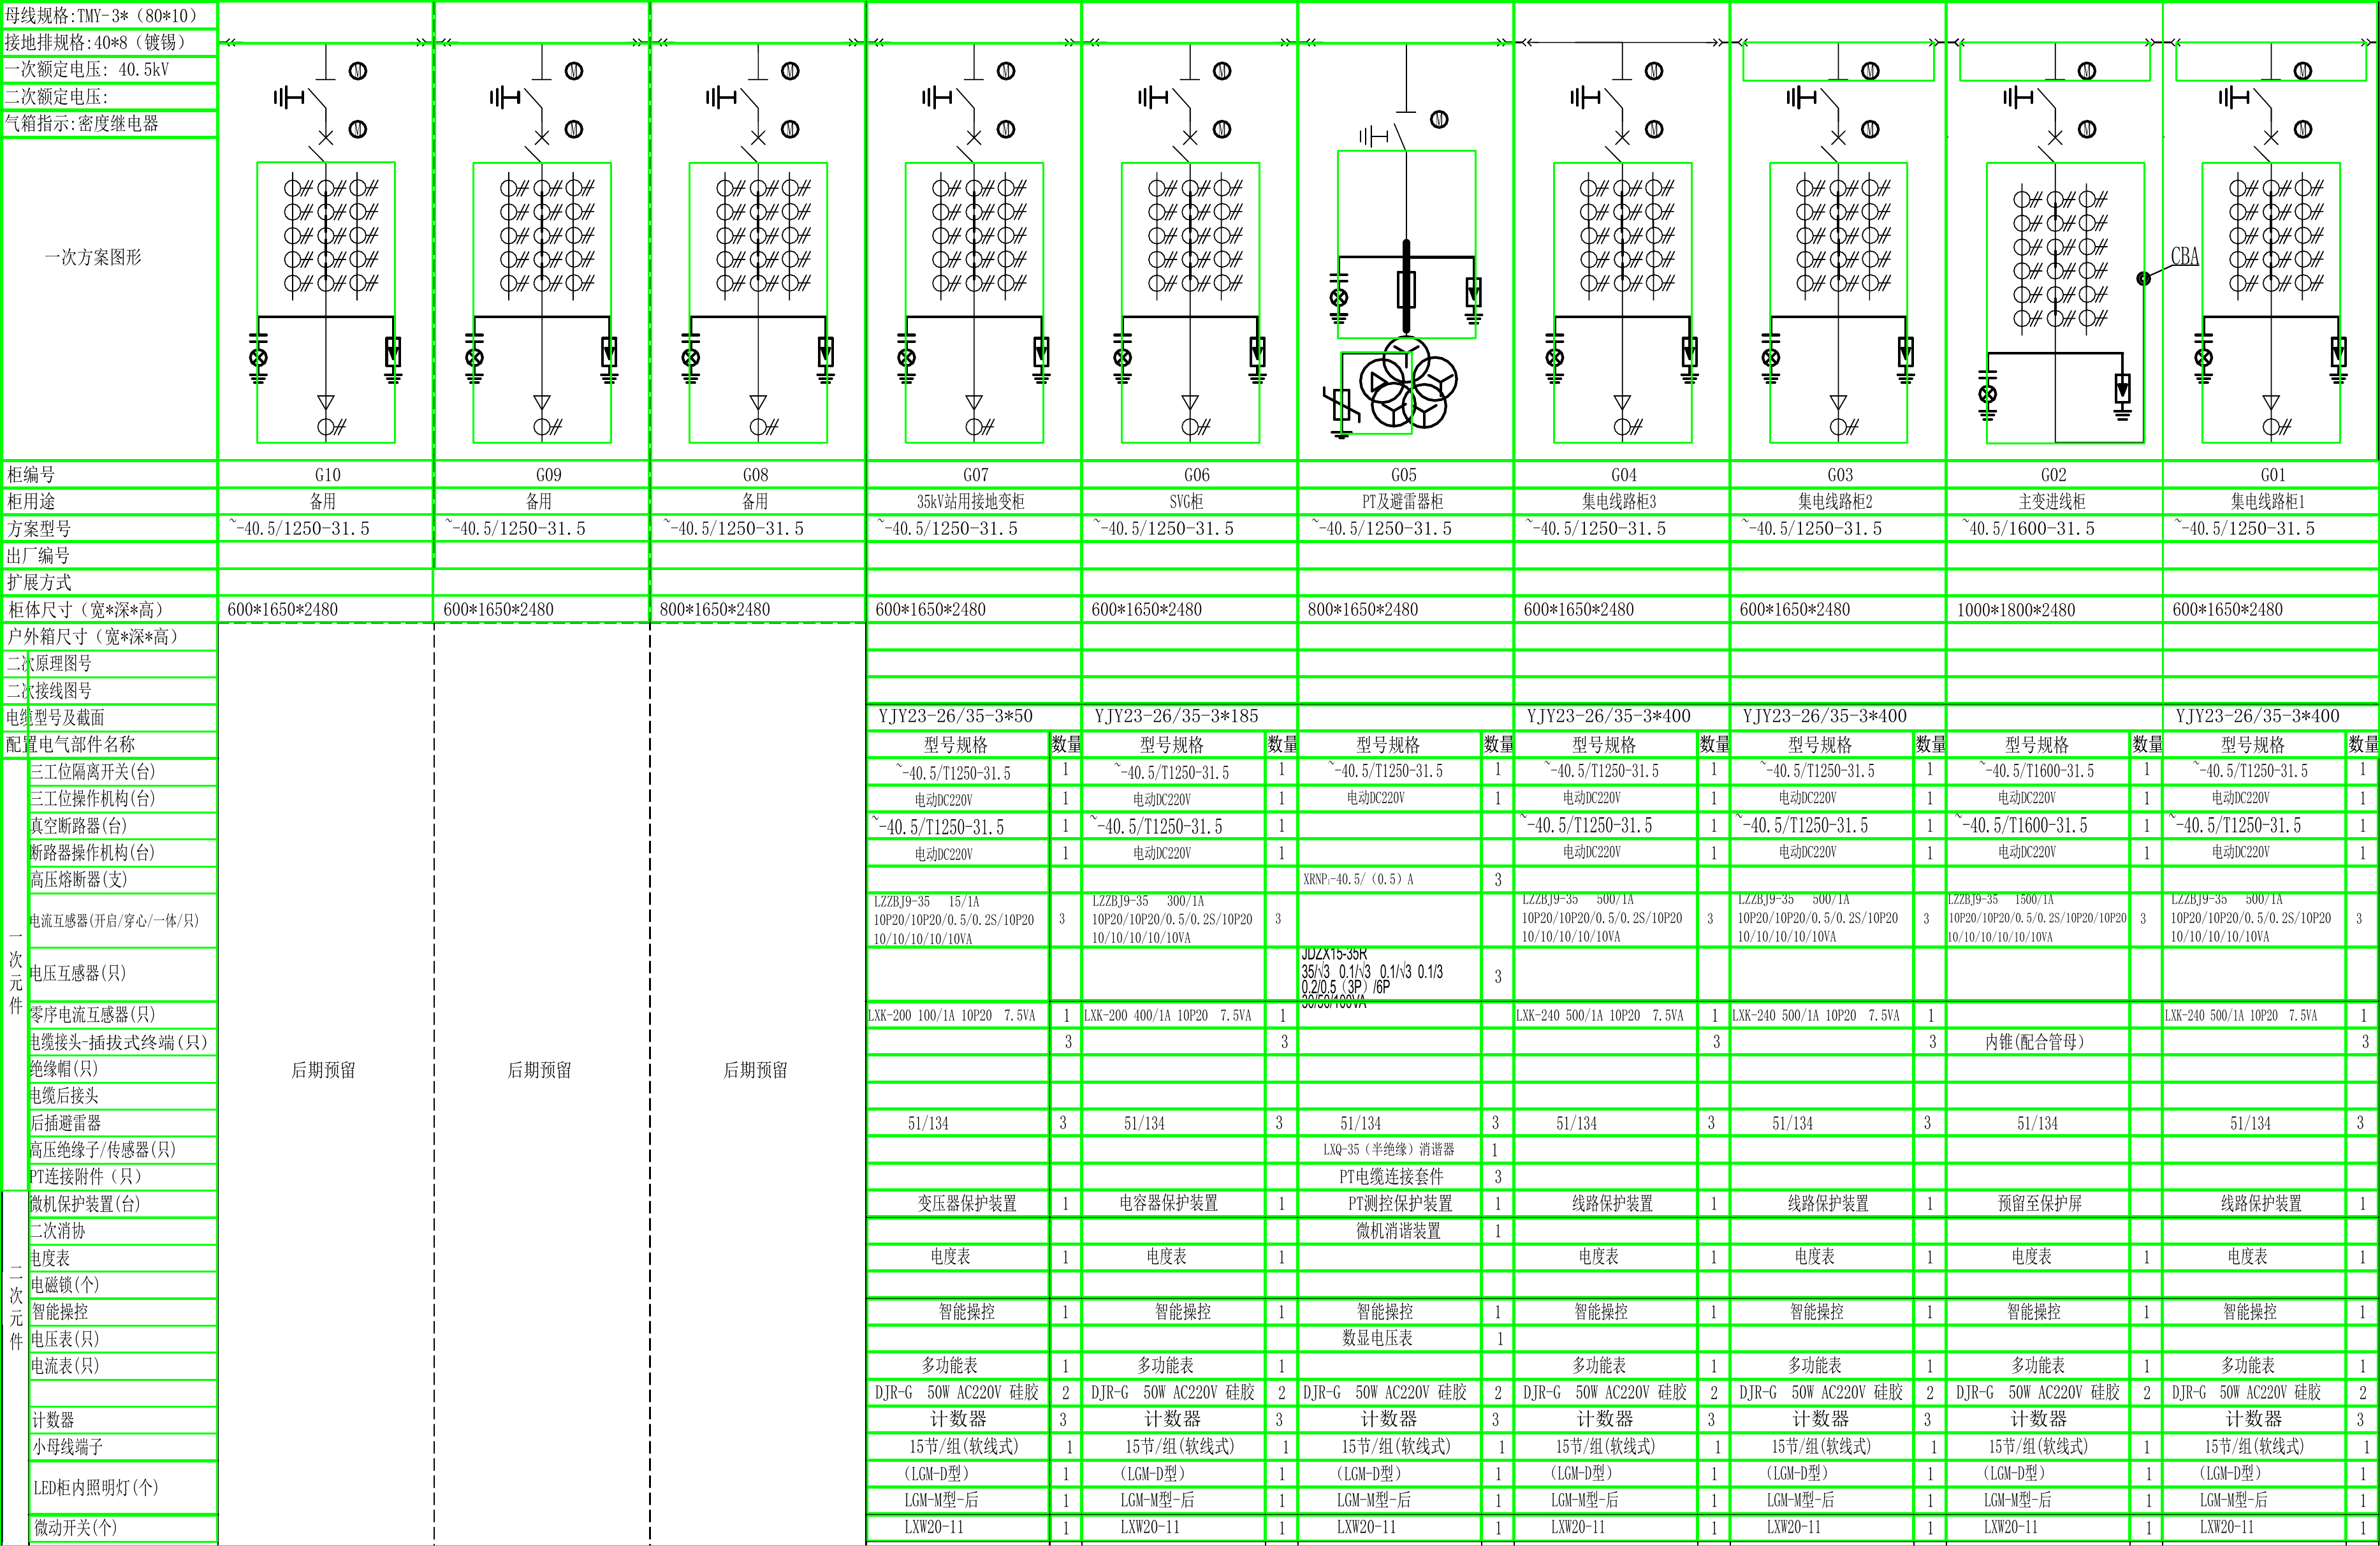 母线规格:TMY-3*（80*10）
接地排规格:40*8（镀锡）
一次额定电压: 40.5kV
二次额定电压:
气箱指示:密度继电器
一次方案图形
M M M M M M M M M M
M M M M M M M M M
CBA
柜编号 G10 G09 G08 G07 G06 G05 G04 G03 G02 G01
柜用途 备用 备用 备用 35kV站用接地变柜 SVG柜 PT及避雷器柜 集电线路柜3 集电线路柜2 主变进线柜 集电线路柜1
方案型号 ~-40.5/1250-31.5 ~-40.5/1250-31.5 ~-40.5/1250-31.5 ~-40.5/1250-31.5 ~-40.5/1250-31.5 ~-40.5/1250-31.5 ~-40.5/1250-31.5 ~-40.5/1250-31.5 ~40.5/1600-31.5 ~-40.5/1250-31.5
出厂编号
扩展方式
柜体尺寸（宽*深*高） 600*1650*2480 600*1650*2480 800*1650*2480 600*1650*2480 600*1650*2480 800*1650*2480 600*1650*2480 600*1650*2480 1000*1800*2480 600*1650*2480
户外箱尺寸（宽*深*高）
二次原理图号
二次接线图号
电缆型号及截面 YJY23-26/35-3*50 YJY23-26/35-3*185 YJY23-26/35-3*400 YJY23-26/35-3*400 YJY23-26/35-3*400
配置电气部件名称 型号规格 数量 型号规格 数量 型号规格 数量 型号规格 数量 型号规格 数量 型号规格 数量 型号规格 数量
一次元件
三工位隔离开关(台) ~-40.5/T1250-31.5 1 ~-40.5/T1250-31.5 1 ~-40.5/T1250-31.5 1 ~-40.5/T1250-31.5 1 ~-40.5/T1250-31.5 1 ~-40.5/T1600-31.5 1 ~-40.5/T1250-31.5 1
三工位操作机构(台) 电动DC220V 1 电动DC220V 1 电动DC220V 1 电动DC220V 1 电动DC220V 1 电动DC220V 1 电动DC220V 1
真空断路器(台) ~-40.5/T1250-31.5 1 ~-40.5/T1250-31.5 1 ~-40.5/T1250-31.5 1 ~-40.5/T1250-31.5 1 ~-40.5/T1600-31.5 1 ~-40.5/T1250-31.5 1
断路器操作机构(台) 电动DC220V 1 电动DC220V 1 电动DC220V 1 电动DC220V 1 电动DC220V 1 电动DC220V 1
高压熔断器(支) XRNP₁-40.5/（0.5）A 3
LZZBJ9-35 15/1A LZZBJ9-35 300/1A LZZBJ9-35 500/1A LZZBJ9-35 500/1A LZZBJ9-35 1500/1A LZZBJ9-35 500/1A
电流互感器(开启/穿心/一体/只) 10P20/10P20/0.5/0.2S/10P20 3 10P20/10P20/0.5/0.2S/10P20 3 10P20/10P20/0.5/0.2S/10P20 3 10P20/10P20/0.5/0.2S/10P20 3 10P20/10P20/0.5/0.2S/10P20/10P20 3 10P20/10P20/0.5/0.2S/10P20 3
10/10/10/10/10VA 10/10/10/10/10VA 10/10/10/10/10VA 10/10/10/10/10VA 10/10/10/10/10/10VA 10/10/10/10/10VA
JDZX15-35R
电压互感器(只) 35/√3 0.1/√3 0.1/√3 0.1/3 3
0.2/0.5（3P）/6P
30/50/100VA
零序电流互感器(只) LXK-200 100/1A 10P20 7.5VA 1 LXK-200 400/1A 10P20 7.5VA 1 LXK-240 500/1A 10P20 7.5VA 1 LXK-240 500/1A 10P20 7.5VA 1 LXK-240 500/1A 10P20 7.5VA 1
电缆接头-插拔式终端(只) 3 3 3 3 内锥(配合管母) 3
绝缘帽(只)
后期预留 后期预留 后期预留
电缆后接头
后插避雷器 51/134 3 51/134 3 51/134 3 51/134 3 51/134 3 51/134 51/134 3
高压绝缘子/传感器(只) LXQ-35（半绝缘）消谐器 1
PT连接附件（只） PT电缆连接套件 3
二次元件
微机保护装置(台) 变压器保护装置 1 电容器保护装置 1 PT测控保护装置 1 线路保护装置 1 线路保护装置 1 预留至保护屏 线路保护装置 1
二次消协 微机消谐装置 1
电度表 电度表 1 电度表 1 电度表 1 电度表 1 电度表 1 电度表 1
电磁锁(个)
智能操控 智能操控 1 智能操控 1 智能操控 1 智能操控 1 智能操控 1 智能操控 1 智能操控 1
电压表(只) 数显电压表 1
电流表(只) 多功能表 1 多功能表 1 多功能表 1 多功能表 1 多功能表 1 多功能表 1
DJR-G 50W AC220V 硅胶 2 DJR-G 50W AC220V 硅胶 2 DJR-G 50W AC220V 硅胶 2 DJR-G 50W AC220V 硅胶 2 DJR-G 50W AC220V 硅胶 2 DJR-G 50W AC220V 硅胶 2 DJR-G 50W AC220V 硅胶 2
计数器 计数器 3 计数器 3 计数器 3 计数器 3 计数器 3 计数器 计数器 3
小母线端子 15节/组(软线式) 1 15节/组(软线式) 1 15节/组(软线式) 1 15节/组(软线式) 1 15节/组(软线式) 1 15节/组(软线式) 1 15节/组(软线式) 1
LED柜内照明灯(个) （LGM-D型） 1 （LGM-D型） 1 （LGM-D型） 1 （LGM-D型） 1 （LGM-D型） 1 （LGM-D型） 1 （LGM-D型） 1
LGM-M型-后 1 LGM-M型-后 1 LGM-M型-后 1 LGM-M型-后 1 LGM-M型-后 1 LGM-M型-后 1 LGM-M型-后 1
微动开关(个) LXW20-11 1 LXW20-11 1 LXW20-11 1 LXW20-11 1 LXW20-11 1 LXW20-11 1 LXW20-11 1